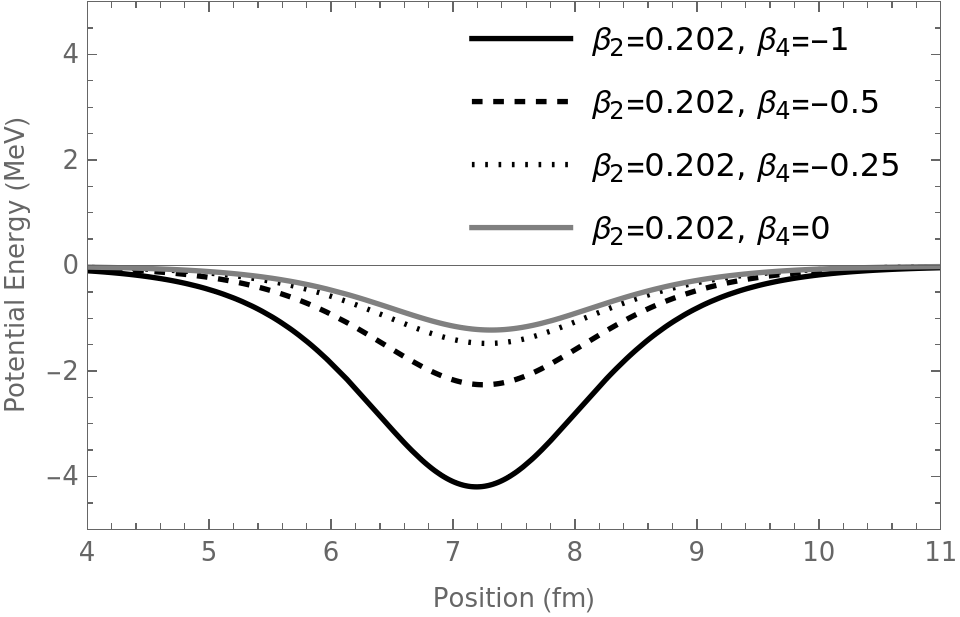 β2=0.202, β4=−1
β2=0.202, β4=−0.5
β2=0.202, β4=−0.25
β2=0.202, β4=0
Potential Energy (MeV)
4
2
0
−2
−4
4 5 6 7 8 9 10 11
Position (fm)